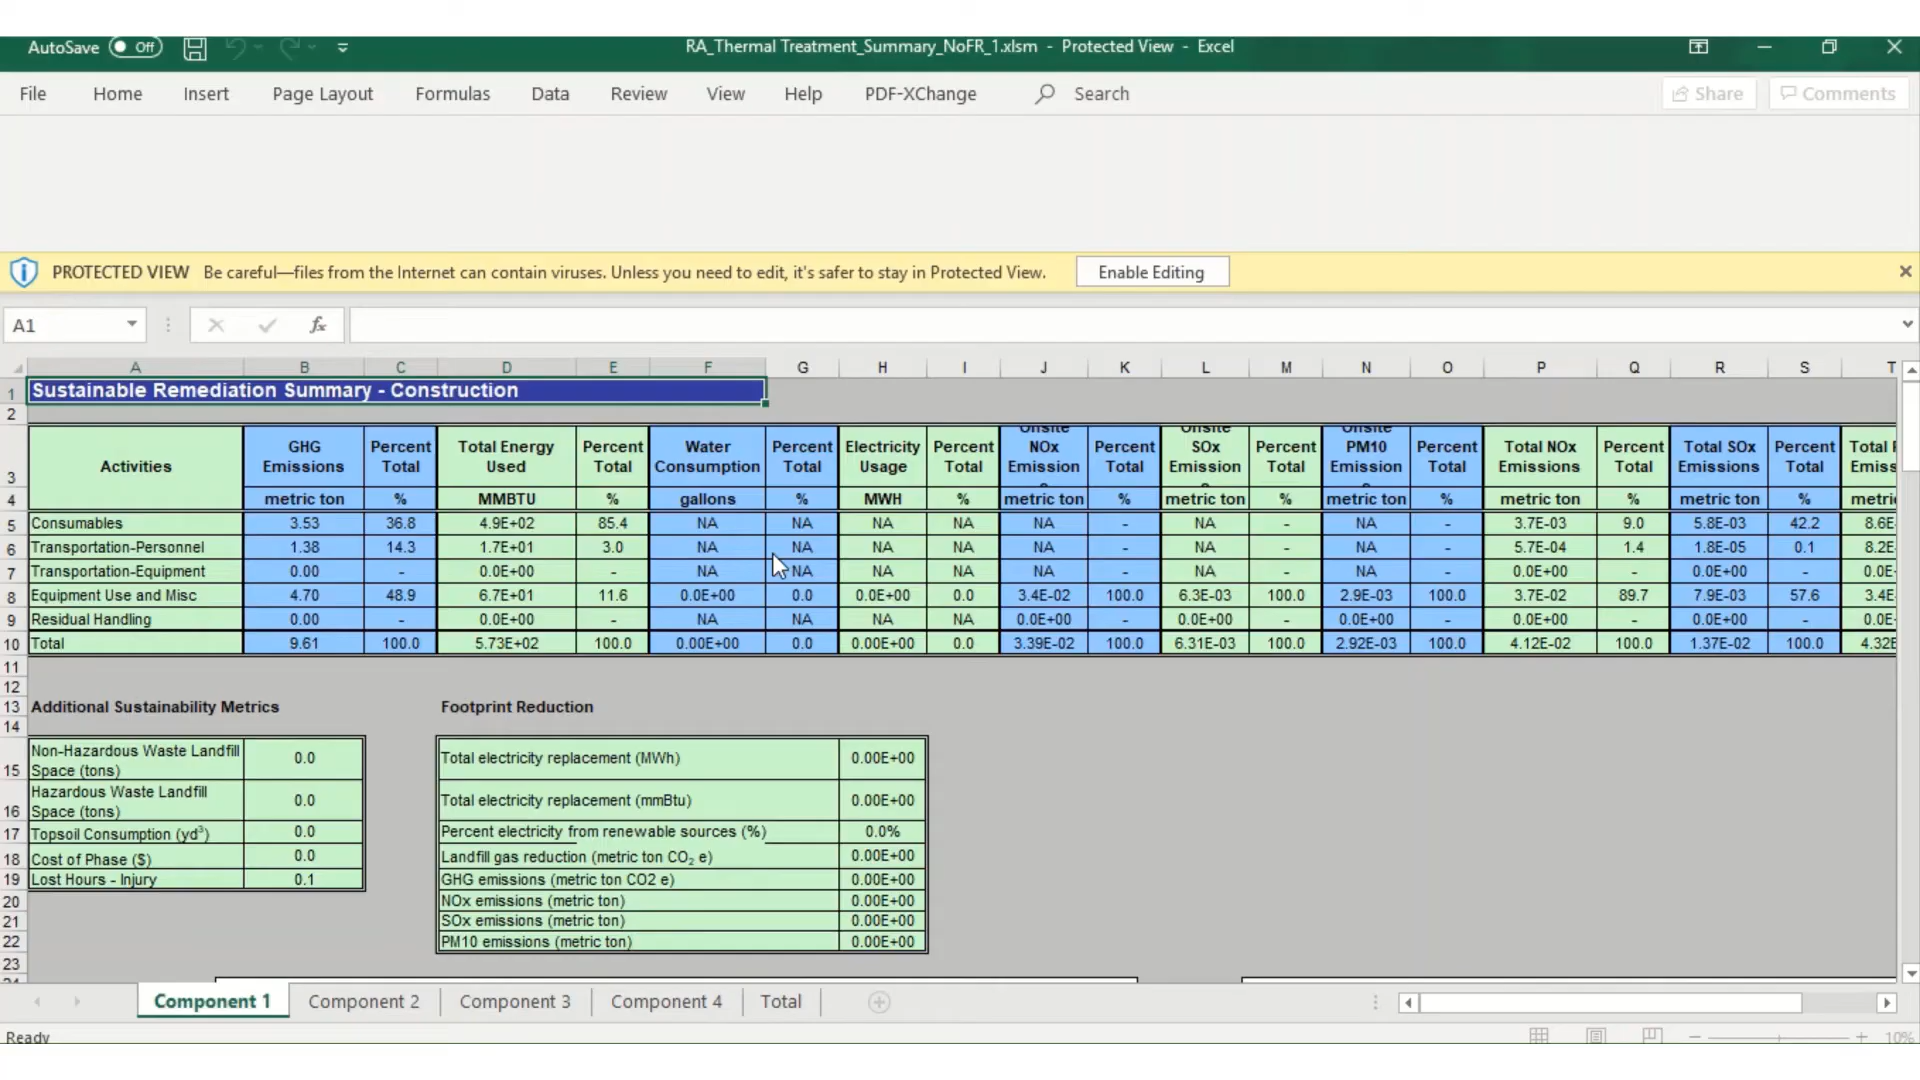 AutoSave Off RA_Thermal Treatment_Summary_NoFR_1.xlsm - Protected View - Excel
File Home Insert Page Layout Formulas Data Review View Help PDF-XChange Search Share Comments
PROTECTED VIEW Be careful—files from the Internet can contain viruses. Unless you need to edit, it's safer to stay in Protected View. Enable Editing
A1 fx
A B C D E F G H I J K L M N O P Q R S T
1 Sustainable Remediation Summary - Construction
2
3 Activities GHG Emissions Percent Total Total Energy Used Percent Total Water Consumption Percent Total Electricity Usage Percent Total Onsite NOx Emission Percent Total Onsite SOx Emission Percent Total Onsite PM10 Emission Percent Total Total NOx Emissions Percent Total Total SOx Emissions Percent Total Total
4 metric ton % MMBTU % gallons % MWH % metric ton % metric ton % metric ton % metric ton % metric ton % metri
5 Consumables 3.53 36.8 4.9E+02 85.4 NA NA NA NA NA - NA - NA - 3.7E-03 9.0 5.8E-03 42.2 8.6E-
6 Transportation-Personnel 1.38 14.3 1.7E+01 3.0 NA NA NA NA NA - NA - NA - 5.7E-04 1.4 1.8E-05 0.1 8.2E-
7 Transportation-Equipment 0.00 - 0.0E+00 - NA NA NA NA NA - NA - NA - 0.0E+00 - 0.0E+00 - 0.0E-
8 Equipment Use and Misc 4.70 48.9 6.7E+01 11.6 0.0E+00 0.0 0.0E+00 0.0 3.4E-02 100.0 6.3E-03 100.0 2.9E-03 100.0 3.7E-02 89.7 7.9E-03 57.6 3.4E-
9 Residual Handling 0.00 - 0.0E+00 - NA NA NA NA 0.0E+00 - 0.0E+00 - 0.0E+00 - 0.0E+00 - 0.0E+00 - 0.0E-
10 Total 9.61 100.0 5.73E+02 100.0 0.00E+00 0.0 0.00E+00 0.0 3.39E-02 100.0 6.31E-03 100.0 2.92E-03 100.0 4.12E-02 100.0 1.37E-02 100.0 4.32E
11
12
13 Additional Sustainability Metrics Footprint Reduction
14
15 Non-Hazardous Waste Landfill Space (tons) 0.0 Total electricity replacement (MWh) 0.00E+00
16 Hazardous Waste Landfill Space (tons) 0.0 Total electricity replacement (mmBtu) 0.00E+00
17 Topsoil Consumption (yd³) 0.0 Percent electricity from renewable sources (%) 0.0%
18 Cost of Phase ($) 0.0 Landfill gas reduction (metric ton CO₂ e) 0.00E+00
19 Lost Hours - Injury 0.1 GHG emissions (metric ton CO2 e) 0.00E+00
20 NOx emissions (metric ton) 0.00E+00
21 SOx emissions (metric ton) 0.00E+00
22 PM10 emissions (metric ton) 0.00E+00
23
Component 1 Component 2 Component 3 Component 4 Total
Ready 10%